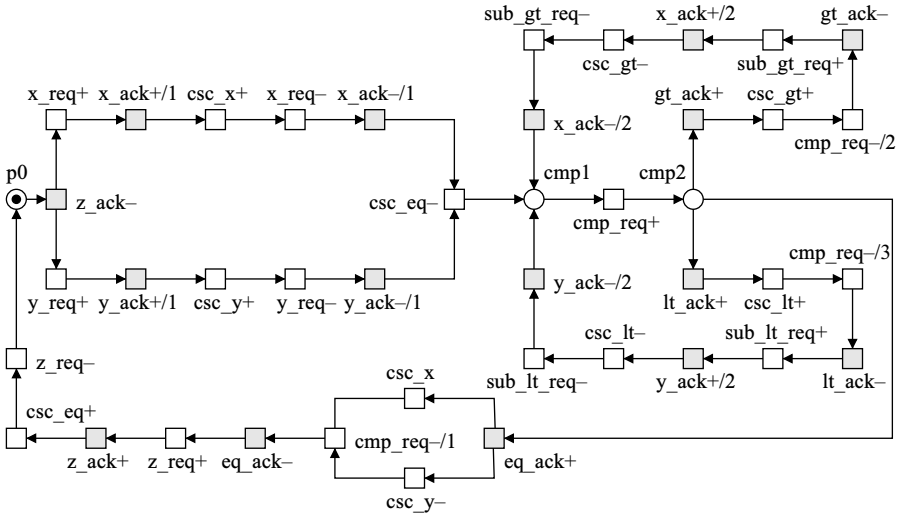 sub_gt_req– x_ack+/2 gt_ack–
csc_gt– sub_gt_req+
x_req+ x_ack+/1 csc_x+ x_req– x_ack–/1 gt_ack+ csc_gt+
x_ack–/2 cmp_req–/2
p0 cmp1 cmp2
z_ack– csc_eq–
cmp_req+
cmp_req–/3
y_ack–/2
y_req+ y_ack+/1 csc_y+ y_req– y_ack–/1 lt_ack+ csc_lt+
csc_lt– sub_lt_req+
z_req–
csc_x sub_lt_req– y_ack+/2 lt_ack–
csc_eq+
cmp_req–/1
z_ack+ z_req+ eq_ack– eq_ack+
csc_y–